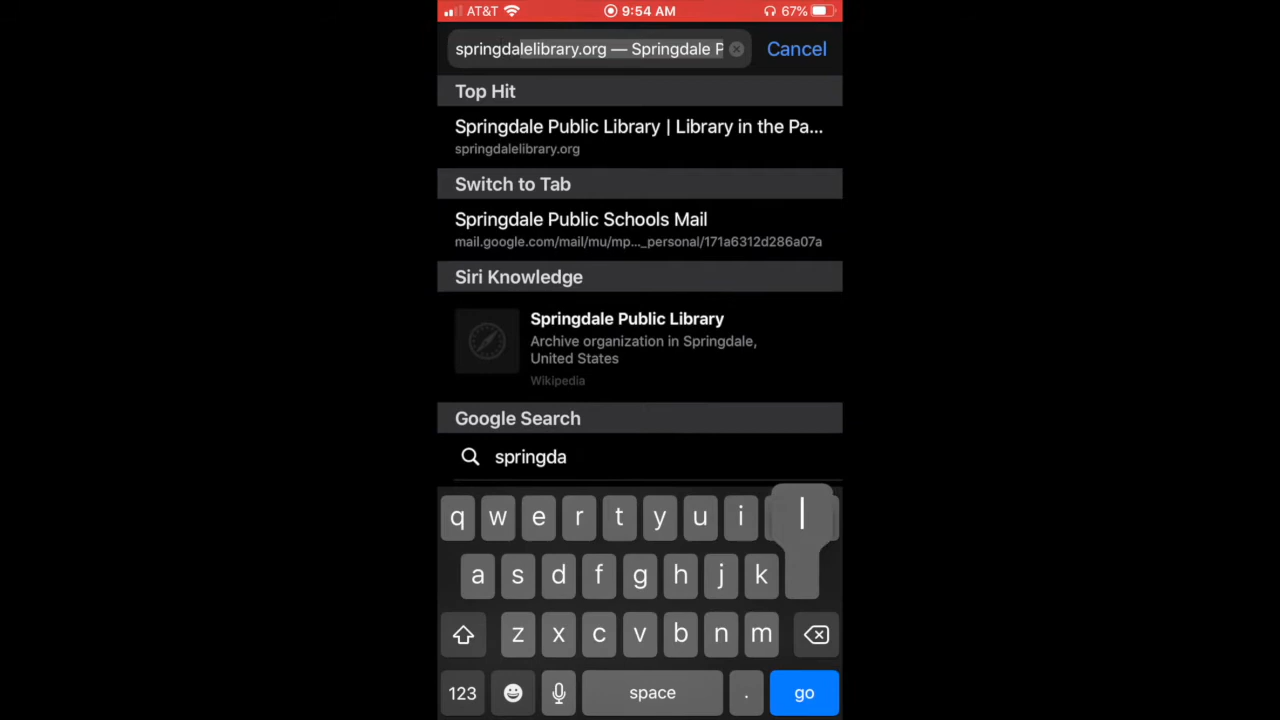 AT&T 9:54 AM 67%
springdalelibrary.org — Springdale P Cancel
Top Hit
Springdale Public Library | Library in the Pa...
springdalelibrary.org
Switch to Tab
Springdale Public Schools Mail
mail.google.com/mail/mu/mp..._personal/171a6312d286a07a
Siri Knowledge
Springdale Public Library
Archive organization in Springdale,
United States
Wikipedia
Google Search
springda
q w e r t y u i l
a s d f g h j k
z x c v b n m
123 space . go